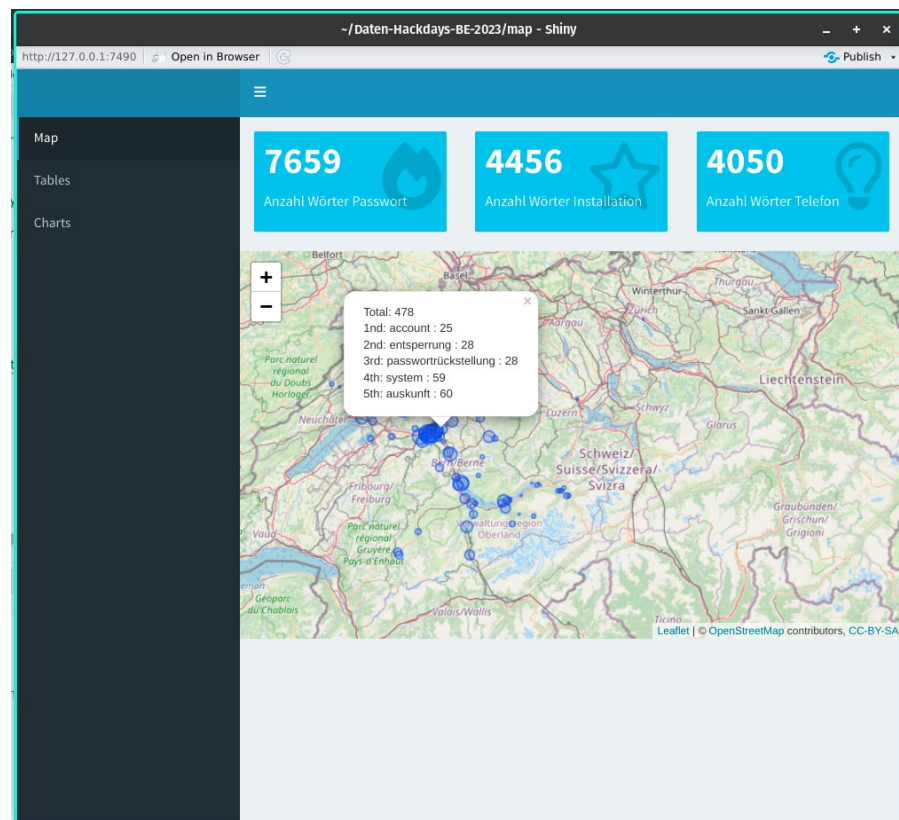 ~/Daten-Hackdays-BE-2023/map - Shiny
http://127.0.0.1:7490 Open in Browser Publish
Map
Tables
Charts
7659
Anzahl Wörter Passwort
4456
Anzahl Wörter Installation
4050
Anzahl Wörter Telefon
+
−
Total: 478
1nd: account : 25
2nd: entsperrung : 28
3rd: passwortrückstellung : 28
4th: system : 59
5th: auskunft : 60
×
Belfort
Basel
Winterthur
Thurgau
Zürich
Sankt Gallen
Aargau
Parc naturel
régional
du Doubs
Horloger
Liechtenstein
Neuchâtel
Luzern
Schwyz
Glarus
Bern/Berne
Schweiz/
Suisse/Svizzera/
Svizra
Fribourg/
Freiburg
Graubünden/
Grischun/
Grigioni
Vaud
Parc naturel
régional
Gruyère
Pays-d'Enhaut
Verwaltungsregion
Oberland
Géoparc
du Chablais
Valais/Wallis
Ticino
Leaflet | © OpenStreetMap contributors, CC-BY-SA